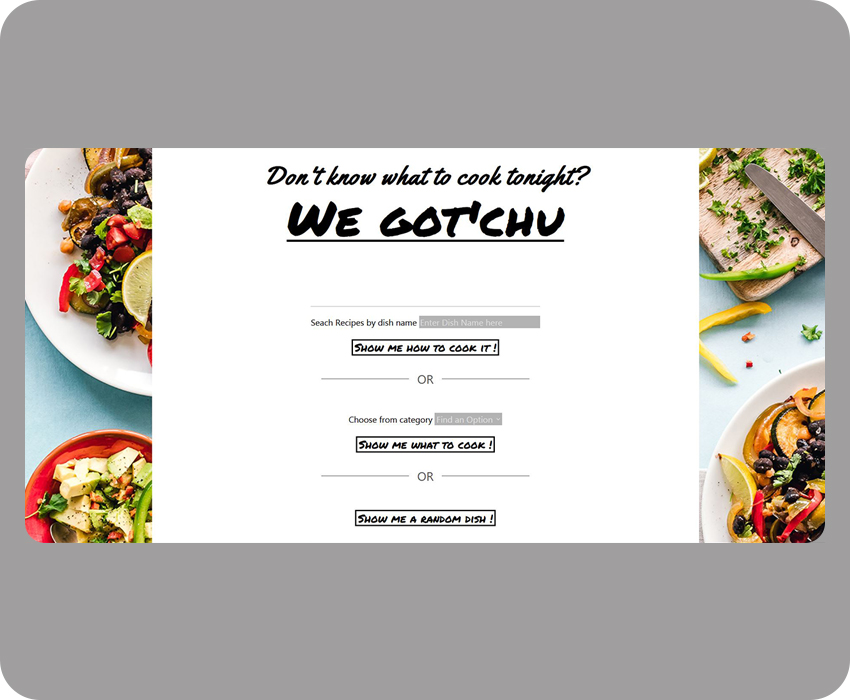 Don't know what to cook tonight?
We got'chu
Seach Recipes by dish name Enter Dish Name here
Show me how to cook it !
OR
Choose from category Find an Option
Show me what to cook !
OR
Show me a random dish !